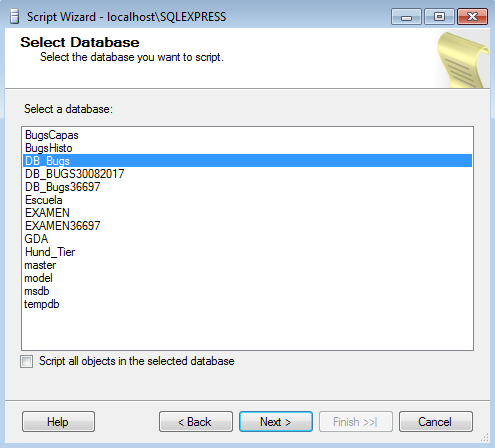 Script Wizard - localhost\SQLEXPRESS
Select Database
Select the database you want to script.
Select a database:
BugsCapas
BugsHisto
DB_Bugs
DB_BUGS30082017
DB_Bugs36697
Escuela
EXAMEN
EXAMEN36697
GDA
Hund_Tier
master
model
msdb
tempdb
Script all objects in the selected database
Help
< Back
Next >
Finish >>|
Cancel